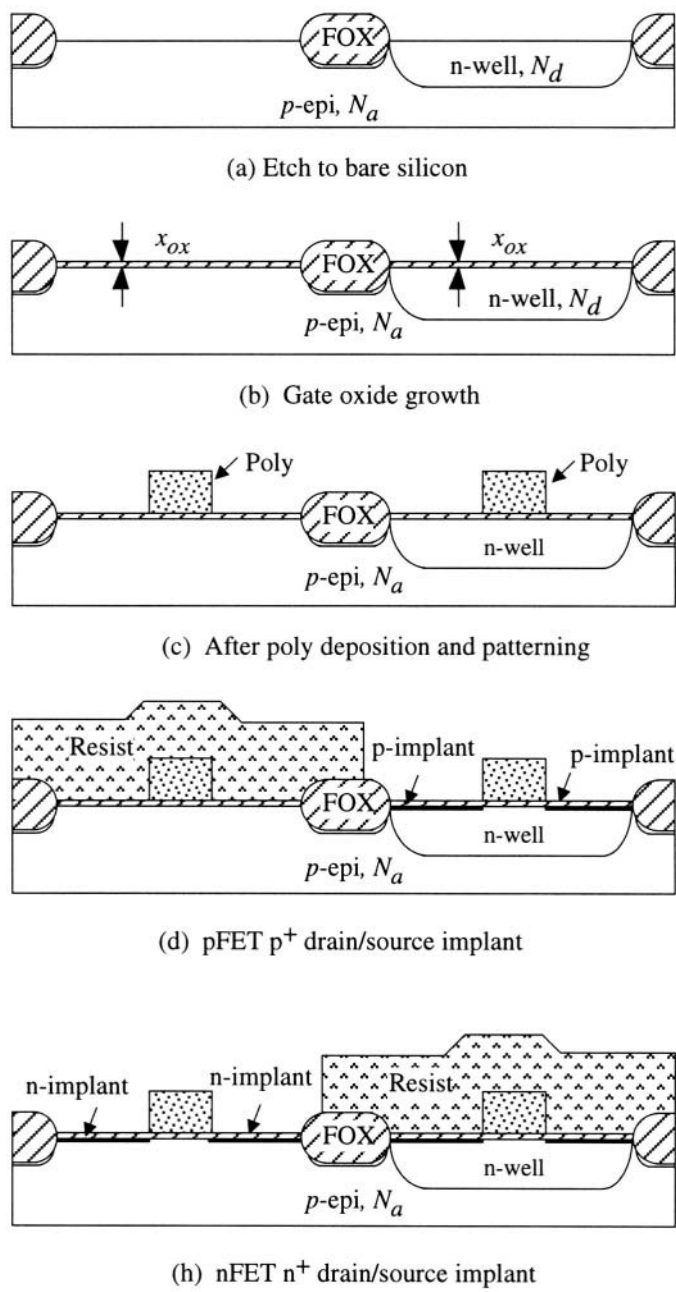 FOX
n-well, N_d
p-epi, N_a
(a) Etch to bare silicon
x_ox x_ox
FOX
n-well, N_d
p-epi, N_a
(b) Gate oxide growth
Poly Poly
FOX
n-well
p-epi, N_a
(c) After poly deposition and patterning
Resist p-implant p-implant
FOX
n-well
p-epi, N_a
(d) pFET p+ drain/source implant
n-implant n-implant Resist
FOX
n-well
p-epi, N_a
(h) nFET n+ drain/source implant